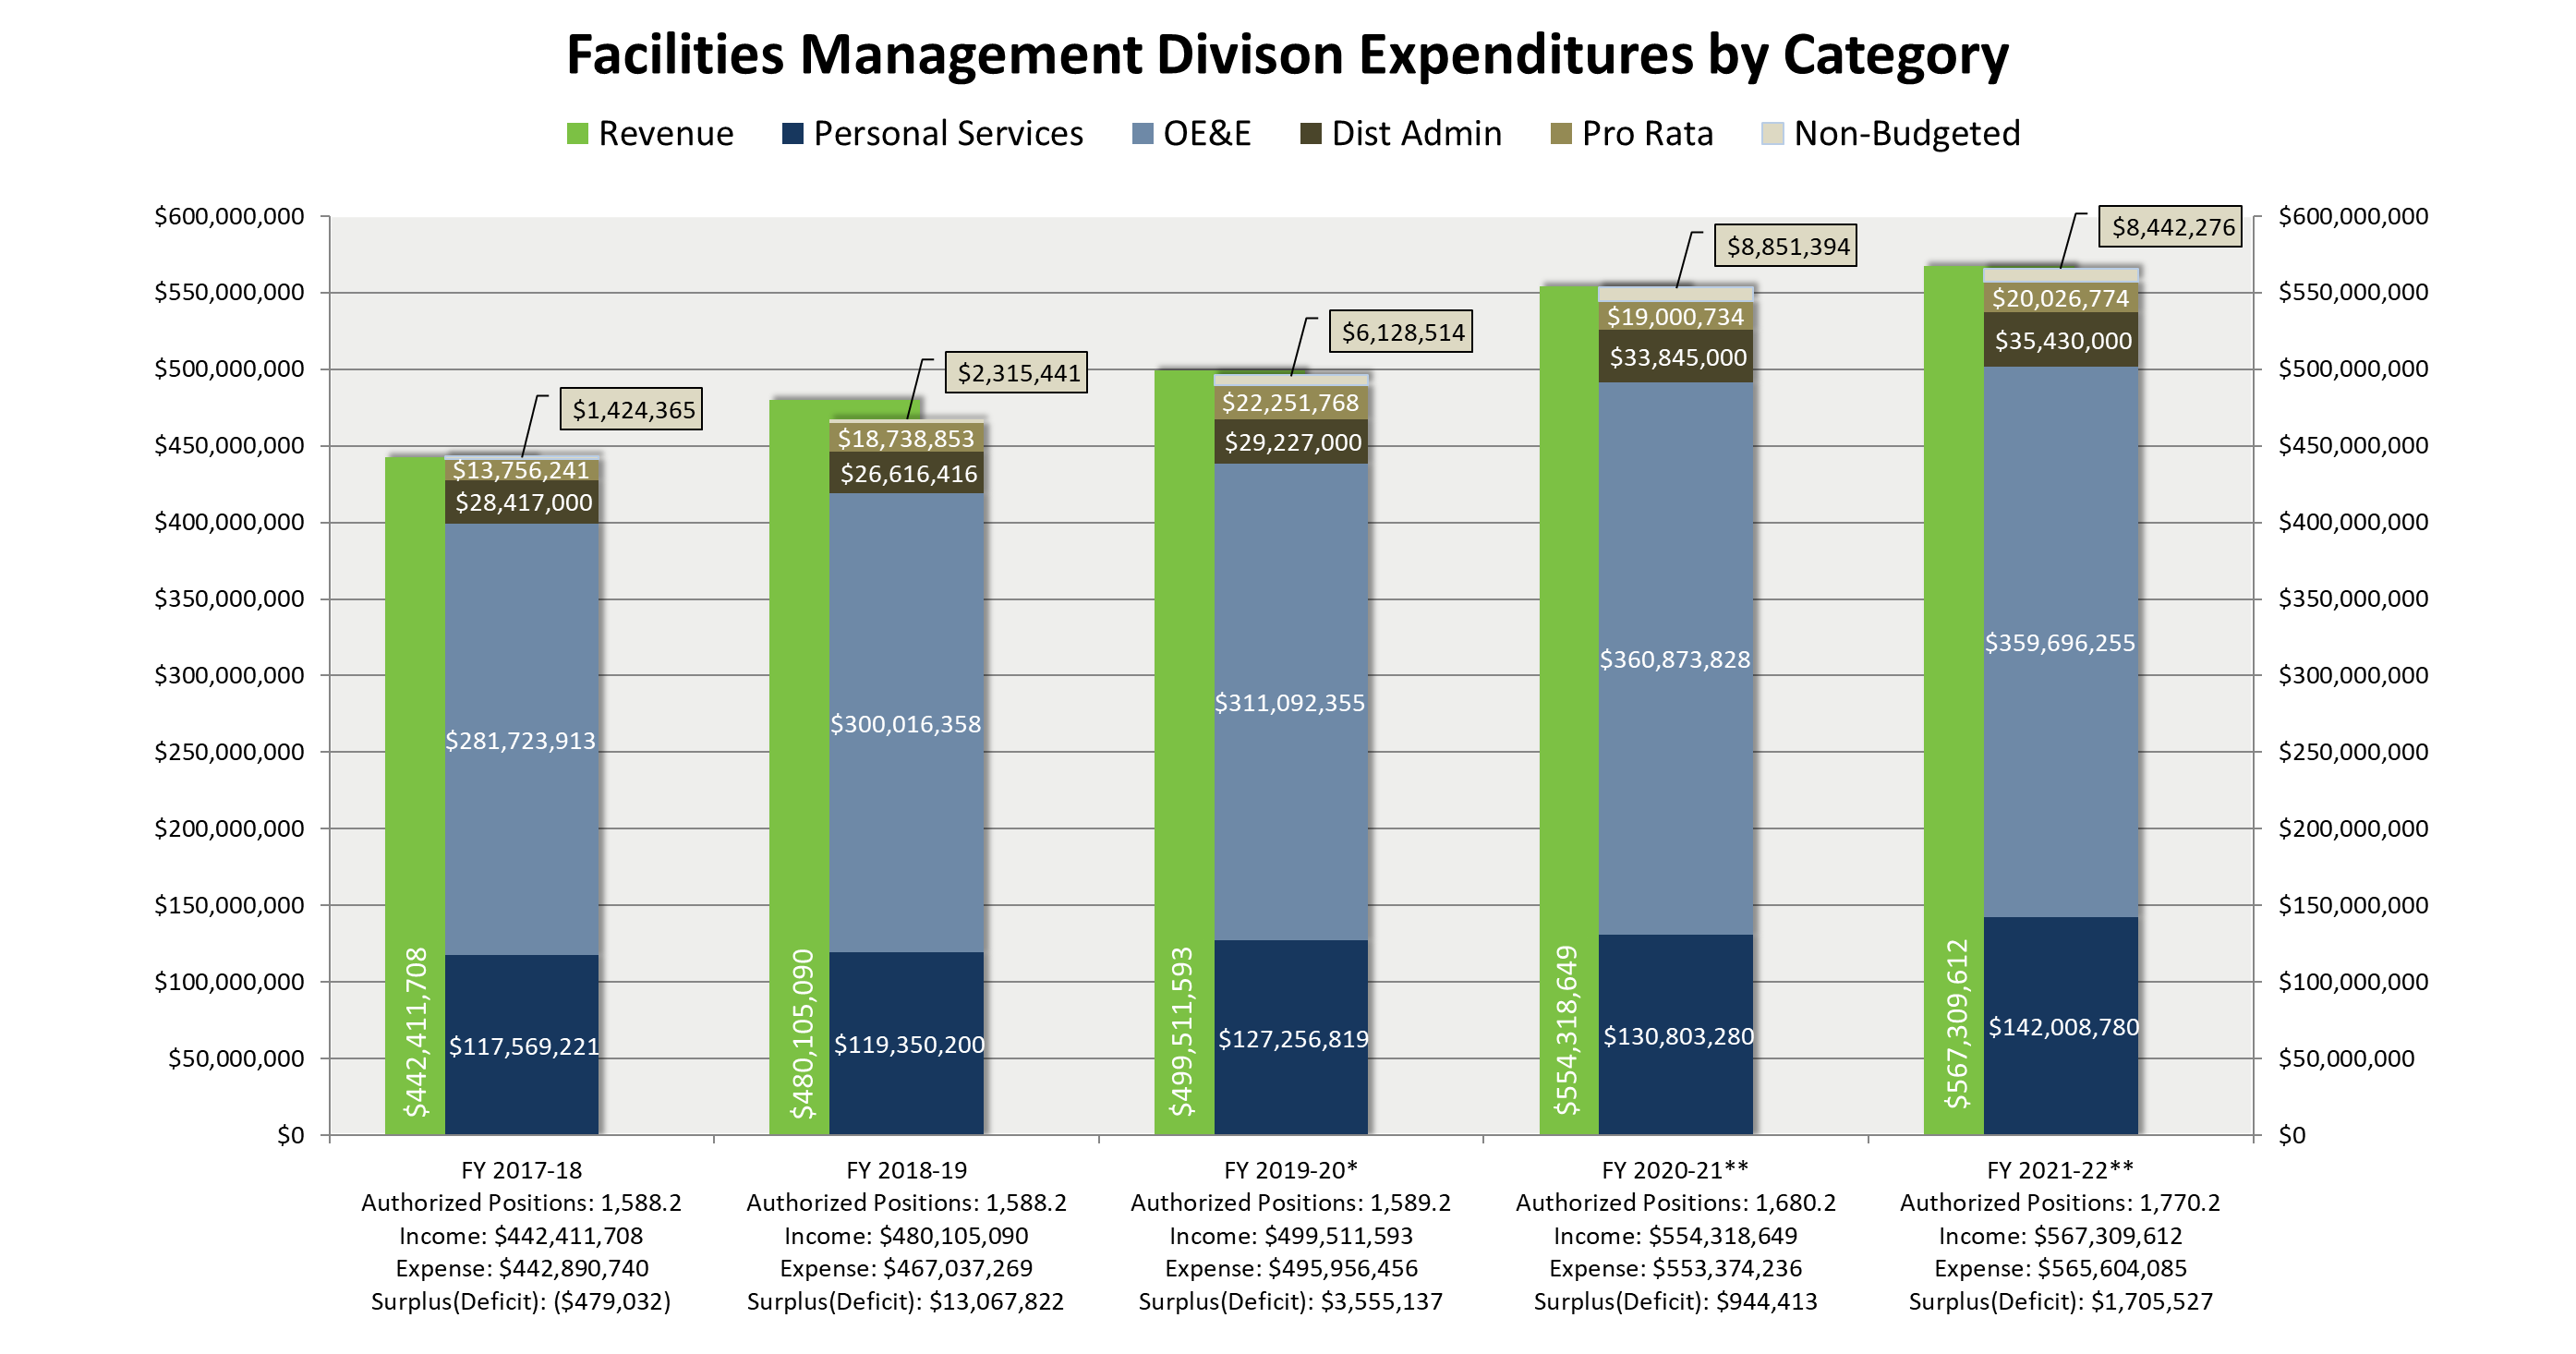 Facilities Management Divison Expenditures by Category
Revenue Personal Services OE&E Dist Admin Pro Rata Non-Budgeted
$600,000,000
$550,000,000
$500,000,000
$450,000,000
$400,000,000
$350,000,000
$300,000,000
$250,000,000
$200,000,000
$150,000,000
$100,000,000
$50,000,000
$0
$442,411,708
$1,424,365
$13,756,241
$28,417,000
$281,723,913
$117,569,221
$480,105,090
$2,315,441
$18,738,853
$26,616,416
$300,016,358
$119,350,200
$499,511,593
$6,128,514
$22,251,768
$29,227,000
$311,092,355
$127,256,819
$554,318,649
$8,851,394
$19,000,734
$33,845,000
$360,873,828
$130,803,280
$567,309,612
$8,442,276
$20,026,774
$35,430,000
$359,696,255
$142,008,780
$600,000,000
$550,000,000
$500,000,000
$450,000,000
$400,000,000
$350,000,000
$300,000,000
$250,000,000
$200,000,000
$150,000,000
$100,000,000
$50,000,000
$0
FY 2017-18
Authorized Positions: 1,588.2
Income: $442,411,708
Expense: $442,890,740
Surplus(Deficit): ($479,032)
FY 2018-19
Authorized Positions: 1,588.2
Income: $480,105,090
Expense: $467,037,269
Surplus(Deficit): $13,067,822
FY 2019-20*
Authorized Positions: 1,589.2
Income: $499,511,593
Expense: $495,956,456
Surplus(Deficit): $3,555,137
FY 2020-21**
Authorized Positions: 1,680.2
Income: $554,318,649
Expense: $553,374,236
Surplus(Deficit): $944,413
FY 2021-22**
Authorized Positions: 1,770.2
Income: $567,309,612
Expense: $565,604,085
Surplus(Deficit): $1,705,527